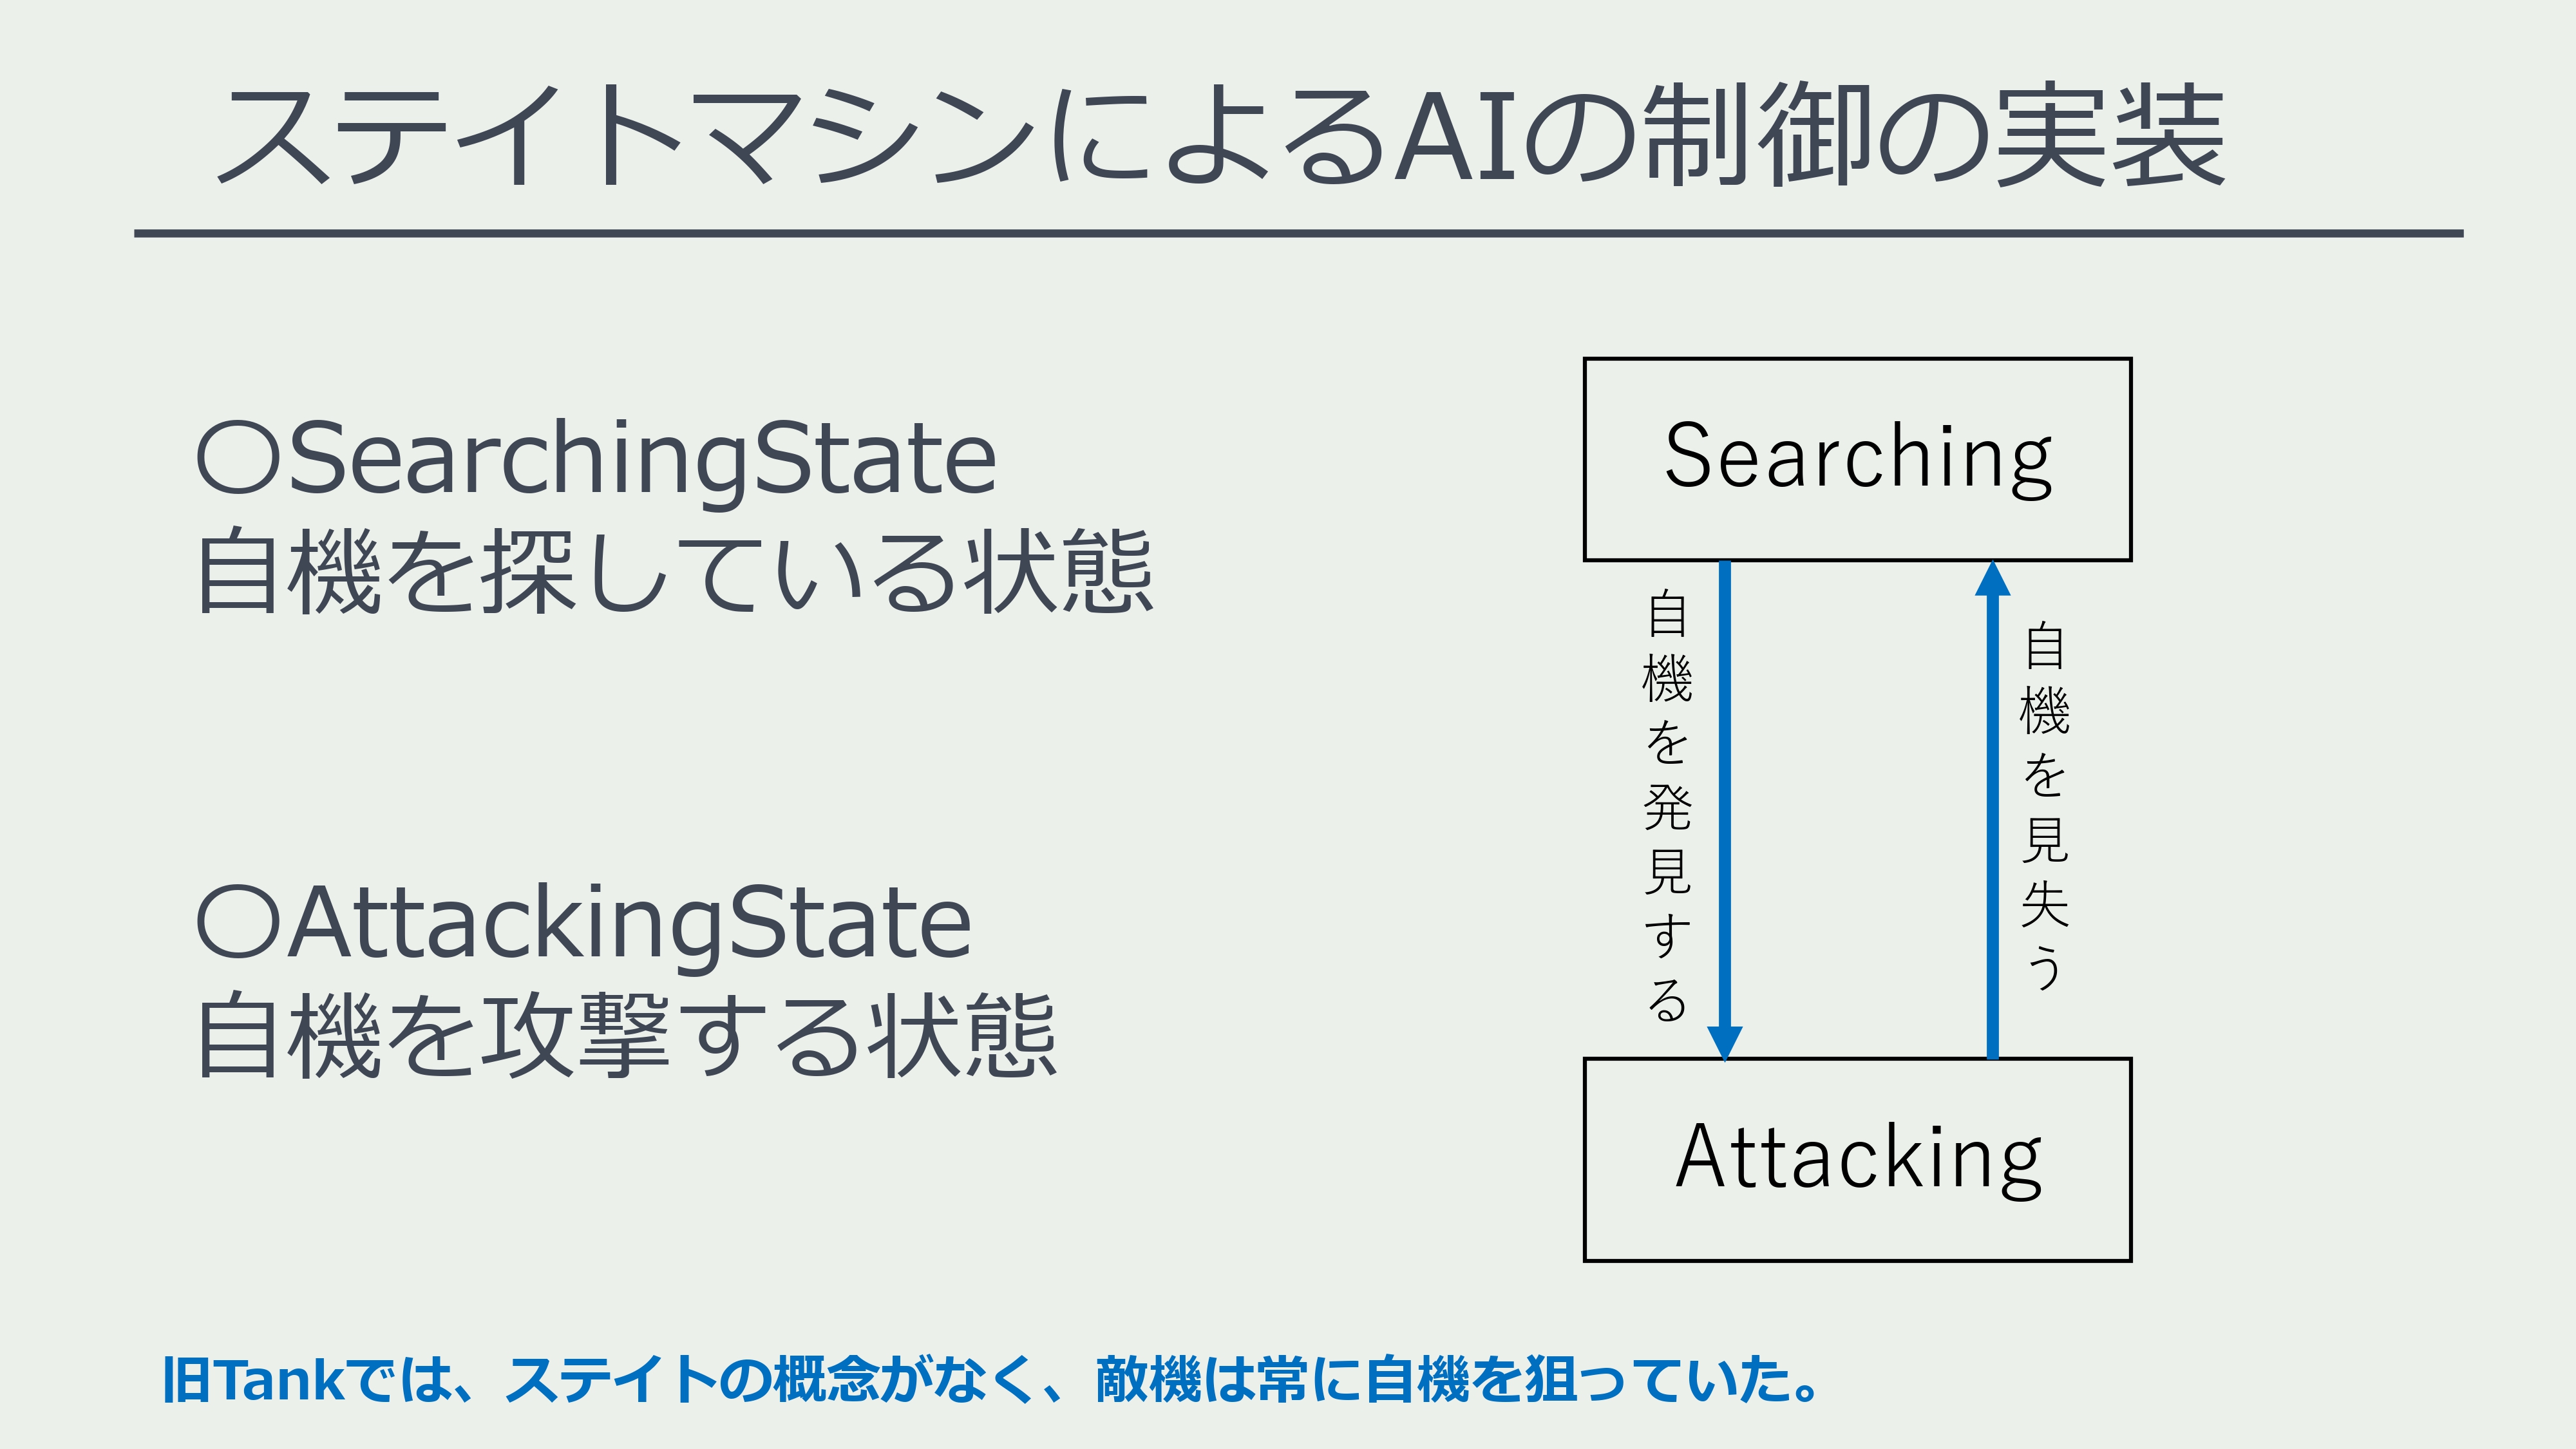 ステイトマシンによるAIの制御の実装
〇SearchingState
自機を探している状態
〇AttackingState
自機を攻撃する状態
Searching
自機を発見する
自機を見失う
Attacking
旧Tankでは、ステイトの概念がなく、敵機は常に自機を狙っていた。